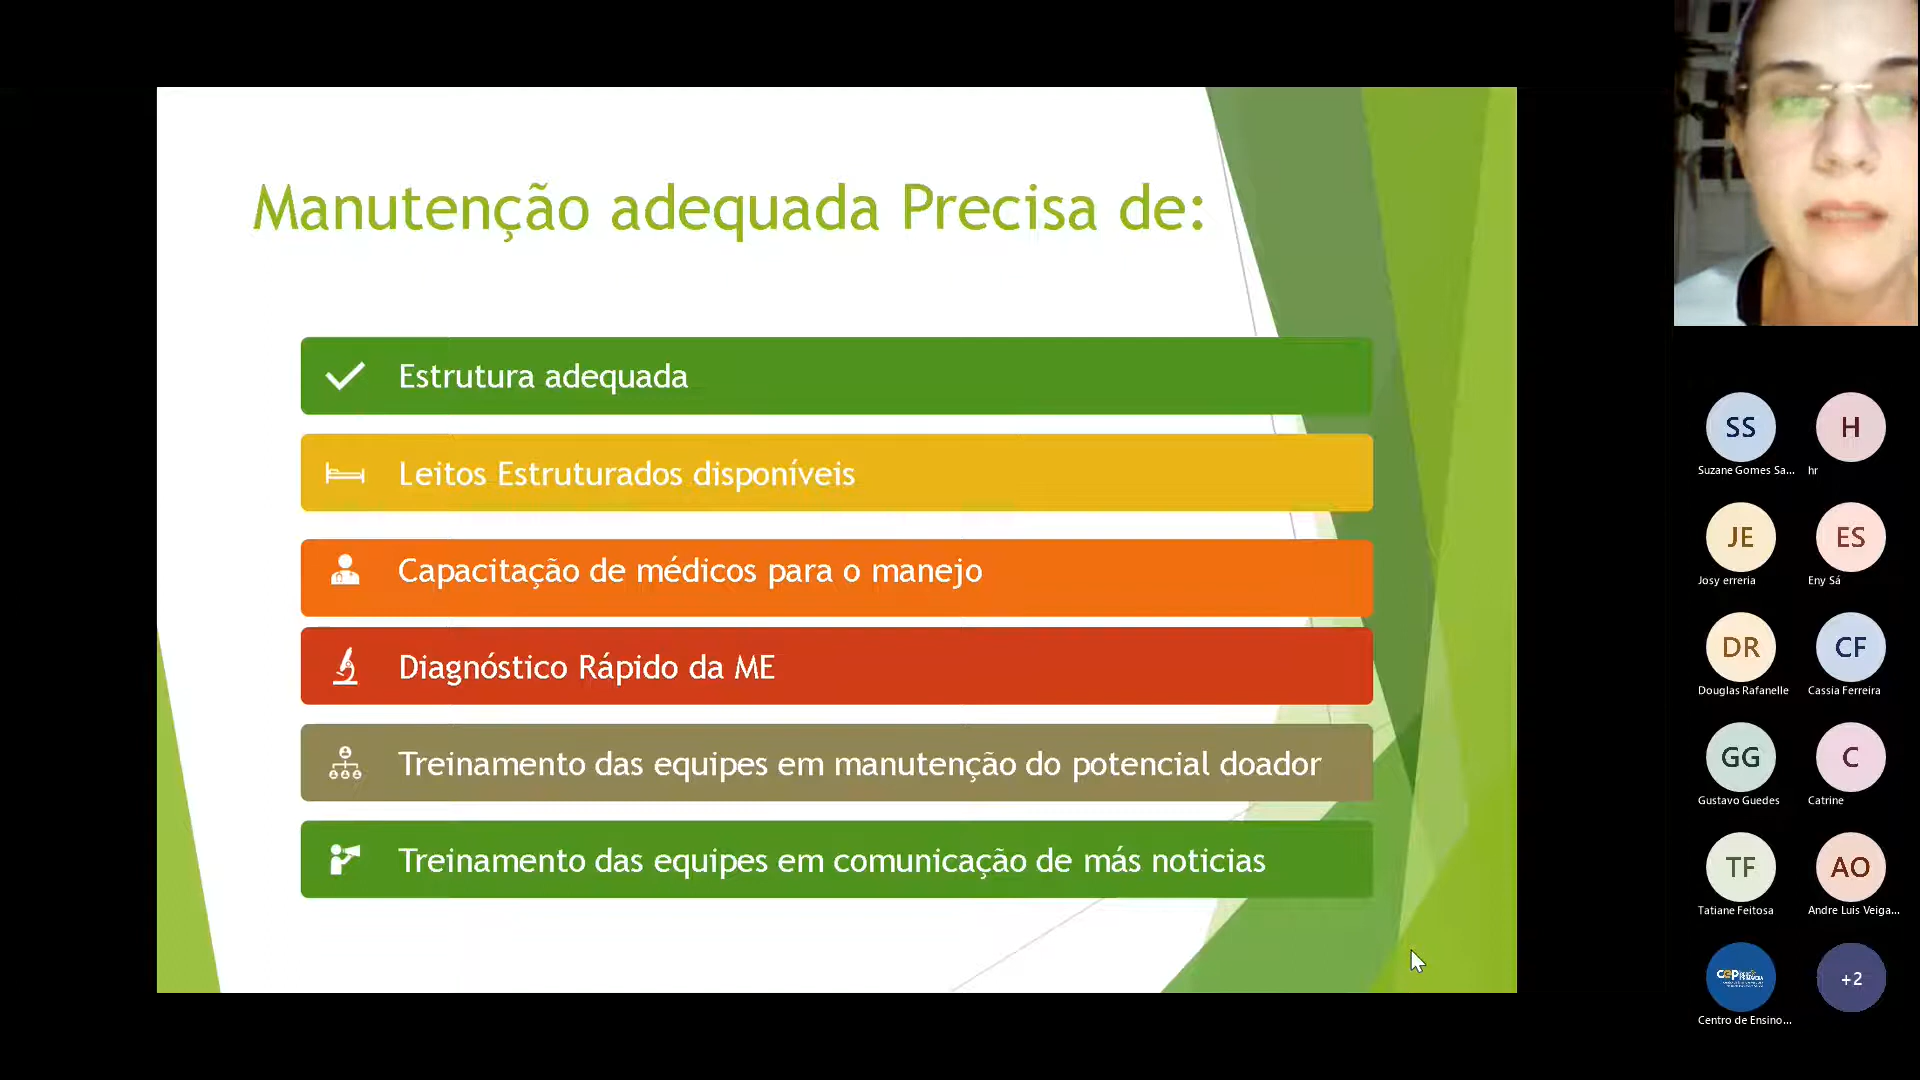 Manutenção adequada Precisa de:
Estrutura adequada
Leitos Estruturados disponíveis
Capacitação de médicos para o manejo
Diagnóstico Rápido da ME
Treinamento das equipes em manutenção do potencial doador
Treinamento das equipes em comunicação de más noticias
SS
Suzane Gomes Sa...
H
hr
JE
Josy erreria
ES
Eny Sá
DR
Douglas Rafanelle
CF
Cassia Ferreira
GG
Gustavo Guedes
C
Catrine
TF
Tatiane Feitosa
AO
Andre Luis Veiga...
cep
Centro de Ensino...
+2